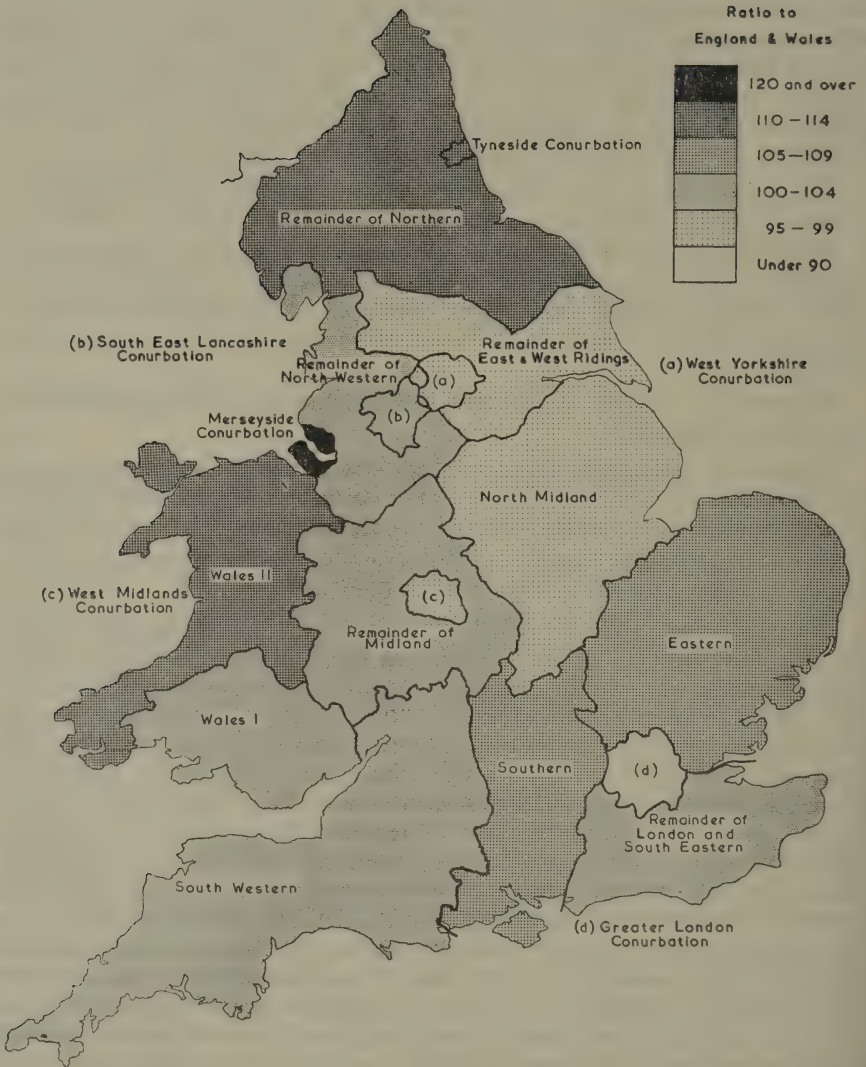 Ratio to
England & Wales
120 and over
110 – 114
105 – 109
100 – 104
95 – 99
Under 90
Tyneside Conurbation
Remainder of Northern
(b) South East Lancashire
Conurbation
Remainder of
North Western
Remainder of
East & West Ridings
(a) West Yorkshire
Conurbation
(a)
(b)
Merseyside
Conurbation
North Midland
Wales II
(c) West Midlands
Conurbation
(c)
Remainder of
Midland
Eastern
Wales I
Southern
(d)
Remainder of
London and
South Eastern
South Western
(d) Greater London
Conurbation